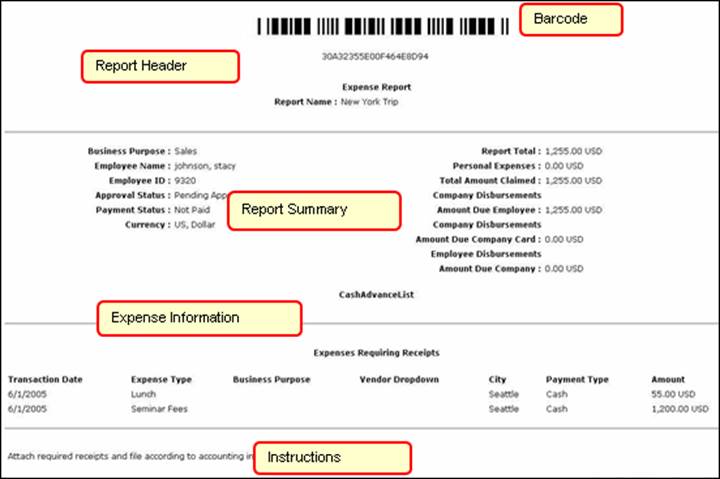 Barcode
30A32355E00F464E8D94
Report Header
Expense Report
Report Name : New York Trip
Business Purpose : Sales
Employee Name : johnson, stacy
Employee ID : 9320
Approval Status : Pending App
Payment Status : Not Paid
Currency : US, Dollar
Report Summary
Report Total : 1,255.00 USD
Personal Expenses : 0.00 USD
Total Amount Claimed : 1,255.00 USD
Company Disbursements
Amount Due Employee : 1,255.00 USD
Company Disbursements
Amount Due Company Card : 0.00 USD
Employee Disbursements
Amount Due Company : 0.00 USD
CashAdvanceList
Expense Information
Expenses Requiring Receipts
Transaction Date Expense Type Business Purpose Vendor Dropdown City Payment Type Amount
6/1/2005 Lunch Seattle Cash 55.00 USD
6/1/2005 Seminar Fees Seattle Cash 1,200.00 USD
Attach required receipts and file according to accounting in
Instructions